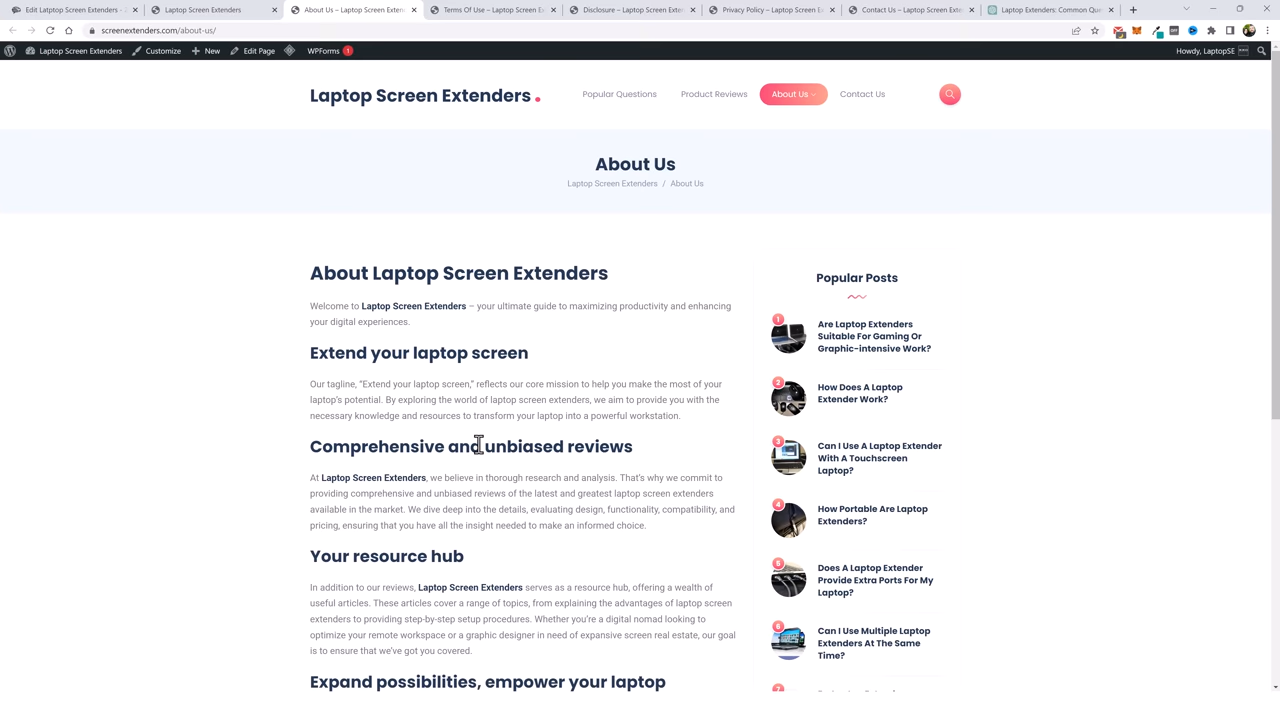 Edit Latptop Screen Extenders -
Laptop Screen Extenders
About Us – Laptop Screen Exten
Terms Of Use – Laptop Screen Ex
Disclosure – Laptop Screen Exten
Privacy Policy – Laptop Screen Ex
Contact Us – Laptop Screen Exten
Laptop Extenders: Common Que
screenextenders.com/about-us/
Laptop Screen Extenders
Customize
New
Edit Page
WPForms 1
Howdy, LaptopSE
Laptop Screen Extenders .
Popular Questions
Product Reviews
About Us
Contact Us
About Us
Laptop Screen Extenders / About Us
About Laptop Screen Extenders
Welcome to Laptop Screen Extenders – your ultimate guide to maximizing productivity and enhancing
your digital experiences.
Extend your laptop screen
Our tagline, “Extend your laptop screen,” reflects our core mission to help you make the most of your
laptop’s potential. By exploring the world of laptop screen extenders, we aim to provide you with the
necessary knowledge and resources to transform your laptop into a powerful workstation.
Comprehensive and unbiased reviews
At Laptop Screen Extenders, we believe in thorough research and analysis. That’s why we commit to
providing comprehensive and unbiased reviews of the latest and greatest laptop screen extenders
available in the market. We dive deep into the details, evaluating design, functionality, compatibility, and
pricing, ensuring that you have all the insight needed to make an informed choice.
Your resource hub
In addition to our reviews, Laptop Screen Extenders serves as a resource hub, offering a wealth of
useful articles. These articles cover a range of topics, from explaining the advantages of laptop screen
extenders to providing step-by-step setup procedures. Whether you’re a digital nomad looking to
optimize your remote workspace or a graphic designer in need of expansive screen real estate, our goal
is to ensure that we’ve got you covered.
Expand possibilities, empower your laptop
Popular Posts
1
Are Laptop Extenders
Suitable For Gaming Or
Graphic-intensive Work?
2
How Does A Laptop
Extender Work?
3
Can I Use A Laptop Extender
With A Touchscreen
Laptop?
4
How Portable Are Laptop
Extenders?
5
Does A Laptop Extender
Provide Extra Ports For My
Laptop?
6
Can I Use Multiple Laptop
Extenders At The Same
Time?
7